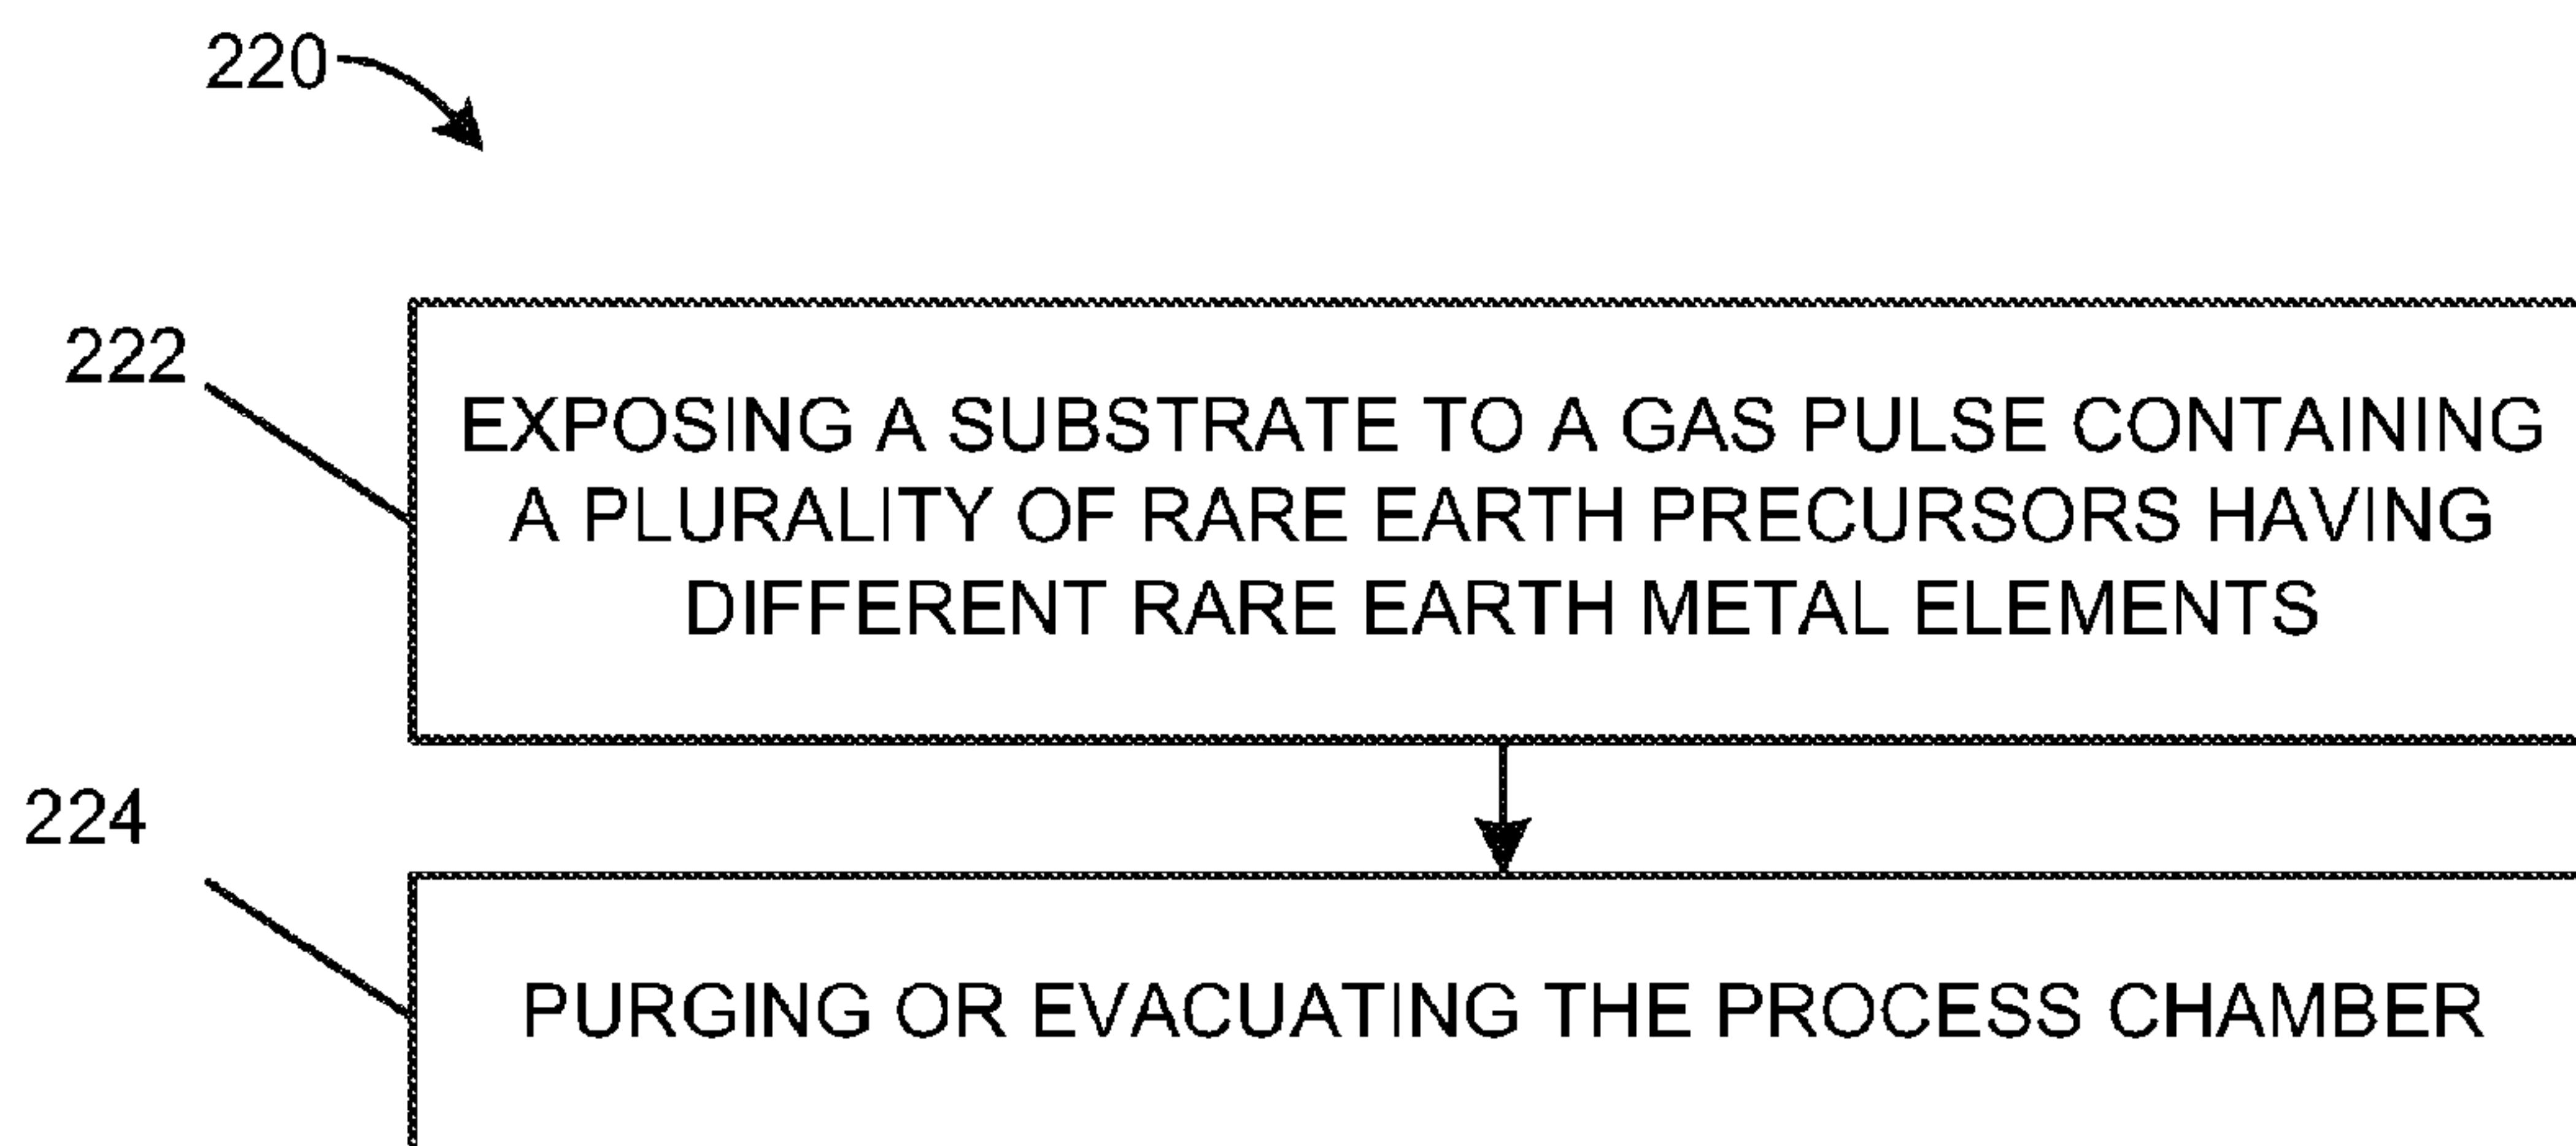 220
222
EXPOSING A SUBSTRATE TO A GAS PULSE CONTAINING
A PLURALITY OF RARE EARTH PRECURSORS HAVING
DIFFERENT RARE EARTH METAL ELEMENTS
224
PURGING OR EVACUATING THE PROCESS CHAMBER